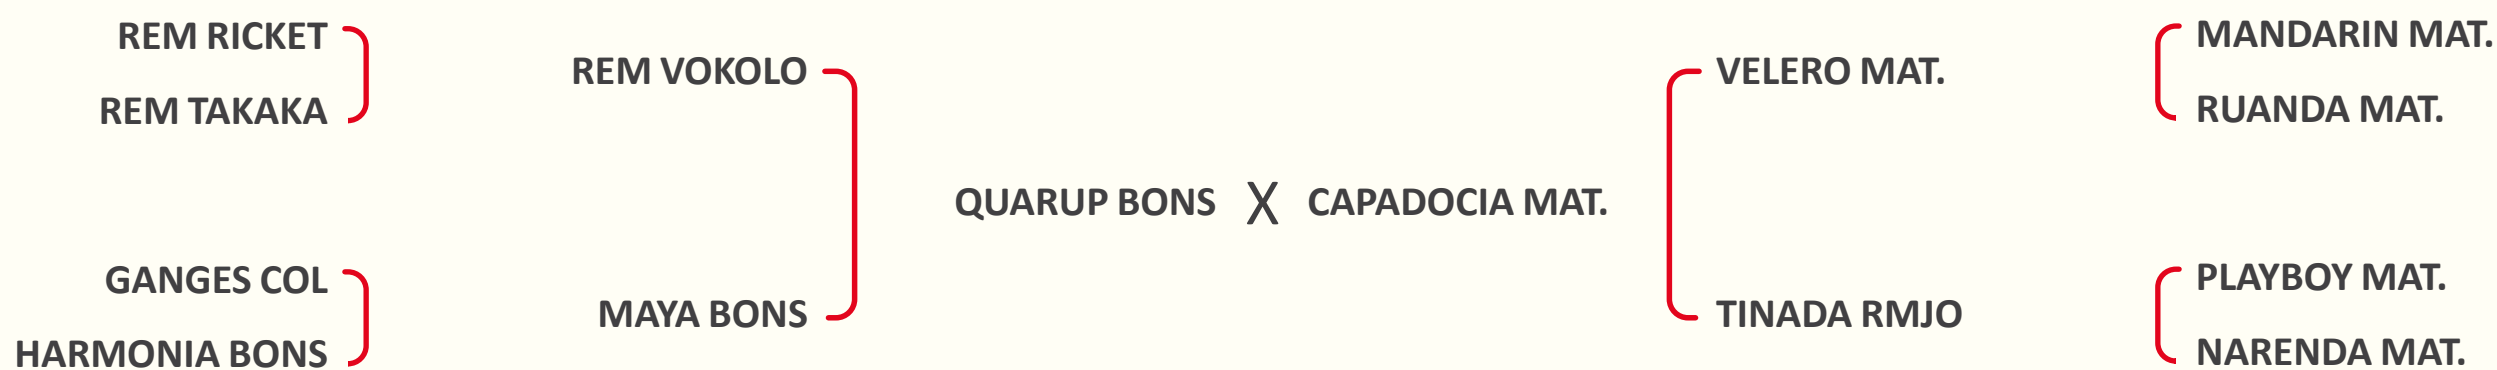 REM RICKET
REM TAKAKA
REM VOKOLO
GANGES COL
HARMONIA BONS
MAYA BONS
QUARUP BONS X CAPADOCIA MAT.
VELERO MAT.
TINADA RMJO
MANDARIN MAT.
RUANDA MAT.
PLAYBOY MAT.
NARENDA MAT.